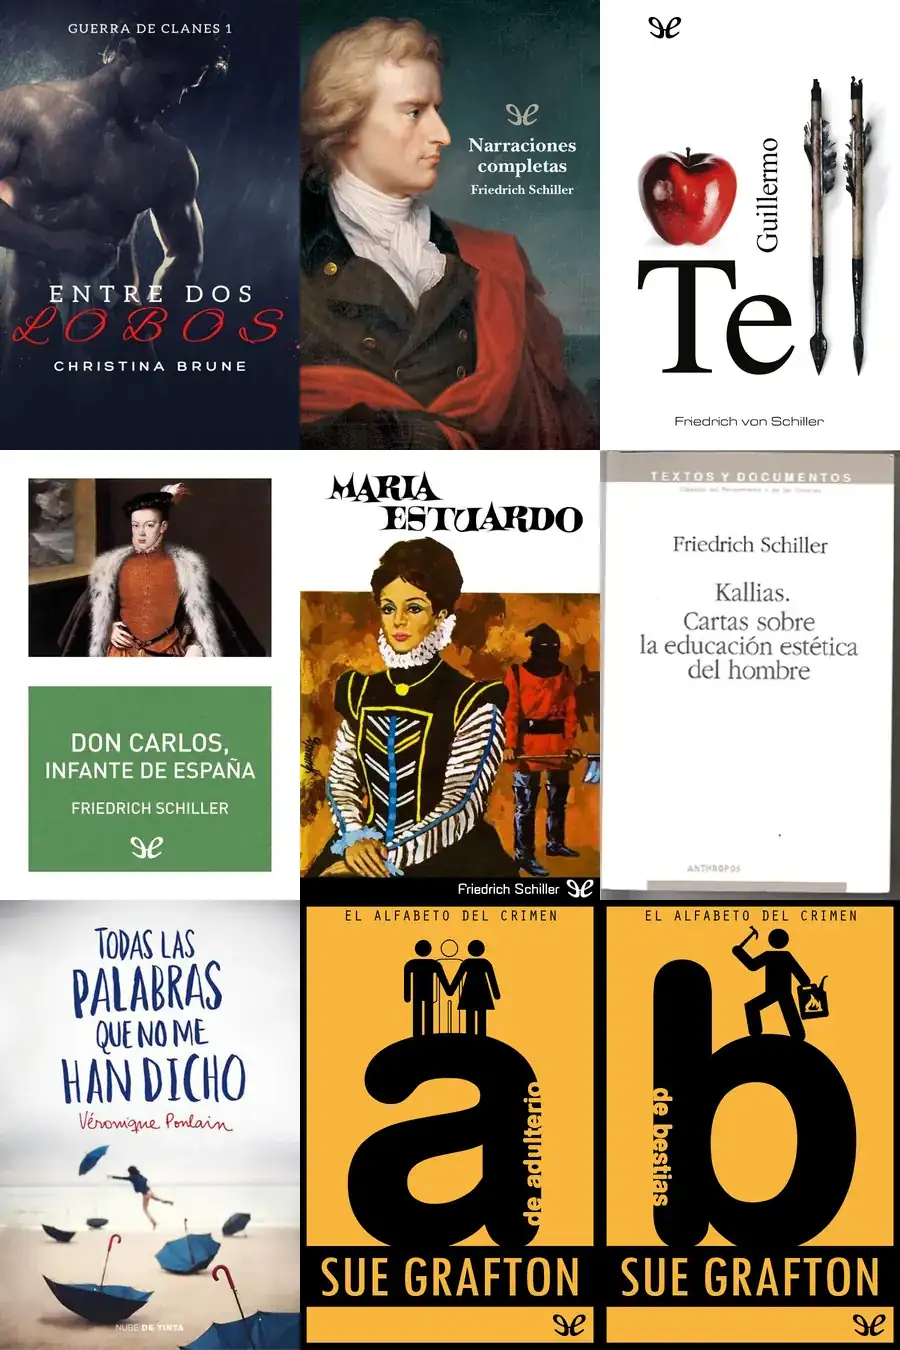 GUERRA DE CLANES 1
ENTRE DOS
LOBOS
CHRISTINA BRUNE
Narraciones
completas
Friedrich Schiller
Guillermo
Te
Friedrich von Schiller
DON CARLOS,
INFANTE DE ESPAÑA
FRIEDRICH SCHILLER
MARIA
ESTUARDO
Friedrich Schiller
TEXTOS Y DOCUMENTOS
Friedrich Schiller
Kallias.
Cartas sobre
la educación estética
del hombre
ANTHROPOS
TODAS LAS
PALABRAS
QUE NO ME
HAN DICHO
Véronique Poulain
NUBE DE TINTA
EL ALFABETO DEL CRIMEN
a
de adulterio
SUE GRAFTON
EL ALFABETO DEL CRIMEN
b
de bestias
SUE GRAFTON